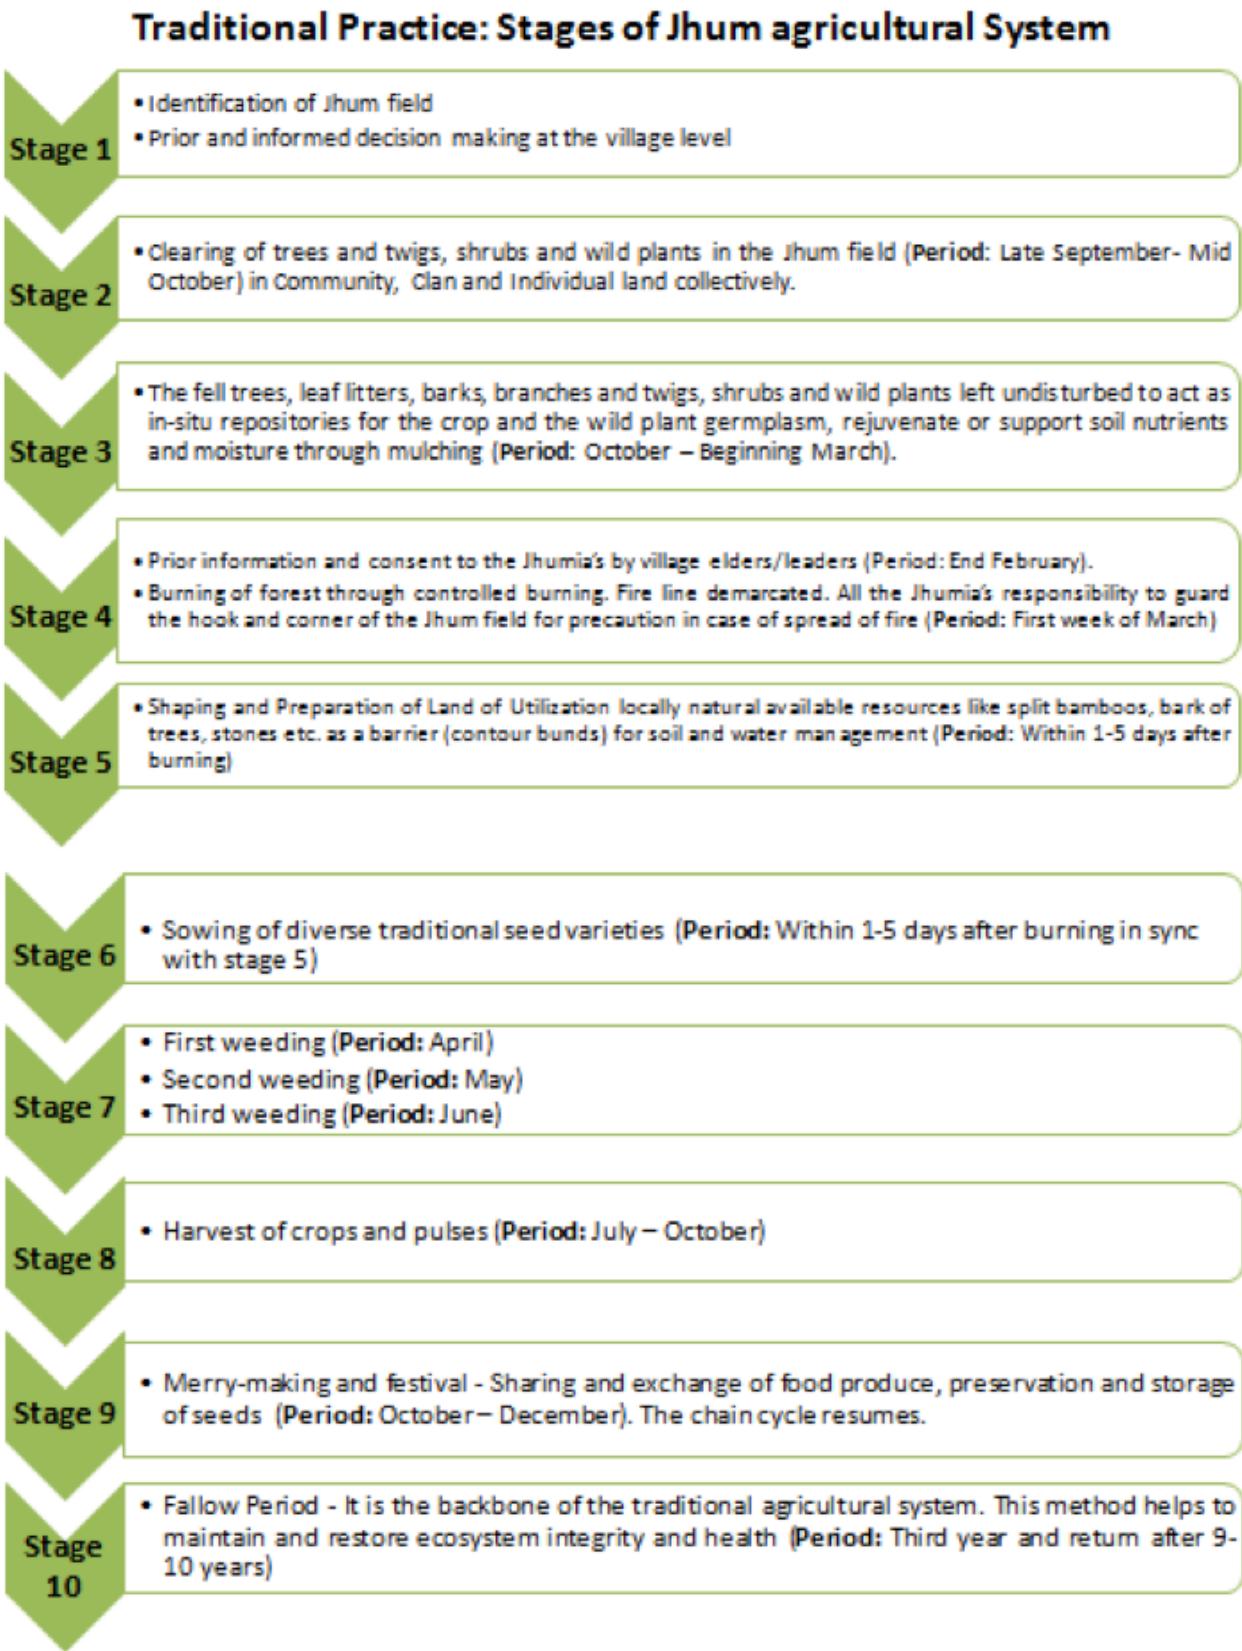 Traditional Practice: Stages of Jhum agricultural System
Stage 1
• Identification of Jhum field
• Prior and informed decision making at the village level
Stage 2
• Clearing of trees and twigs, shrubs and wild plants in the Jhum field (Period: Late September- Mid
October) in Community, Clan and Individual land collectively.
Stage 3
• The fell trees, leaf litters, barks, branches and twigs, shrubs and wild plants left undisturbed to act as
in-situ repositories for the crop and the wild plant germplasm, rejuvenate or support soil nutrients
and moisture through mulching (Period: October – Beginning March).
Stage 4
• Prior information and consent to the Jhumia's by village elders/leaders (Period: End February).
• Burning of forest through controlled burning. Fire line demarcated. All the Jhumia's responsibility to guard
the hook and corner of the Jhum field for precaution in case of spread of fire (Period: First week of March)
Stage 5
• Shaping and Preparation of Land of Utilization locally natural available resources like split bamboos, bark of
trees, stones etc. as a barrier (contour bunds) for soil and water management (Period: Within 1-5 days after
burning)
Stage 6
• Sowing of diverse traditional seed varieties (Period: Within 1-5 days after burning in sync
with stage 5)
Stage 7
• First weeding (Period: April)
• Second weeding (Period: May)
• Third weeding (Period: June)
Stage 8
• Harvest of crops and pulses (Period: July – October)
Stage 9
• Merry-making and festival - Sharing and exchange of food produce, preservation and storage
of seeds (Period: October – December). The chain cycle resumes.
Stage
10
• Fallow Period - It is the backbone of the traditional agricultural system. This method helps to
maintain and restore ecosystem integrity and health (Period: Third year and return after 9-
10 years)